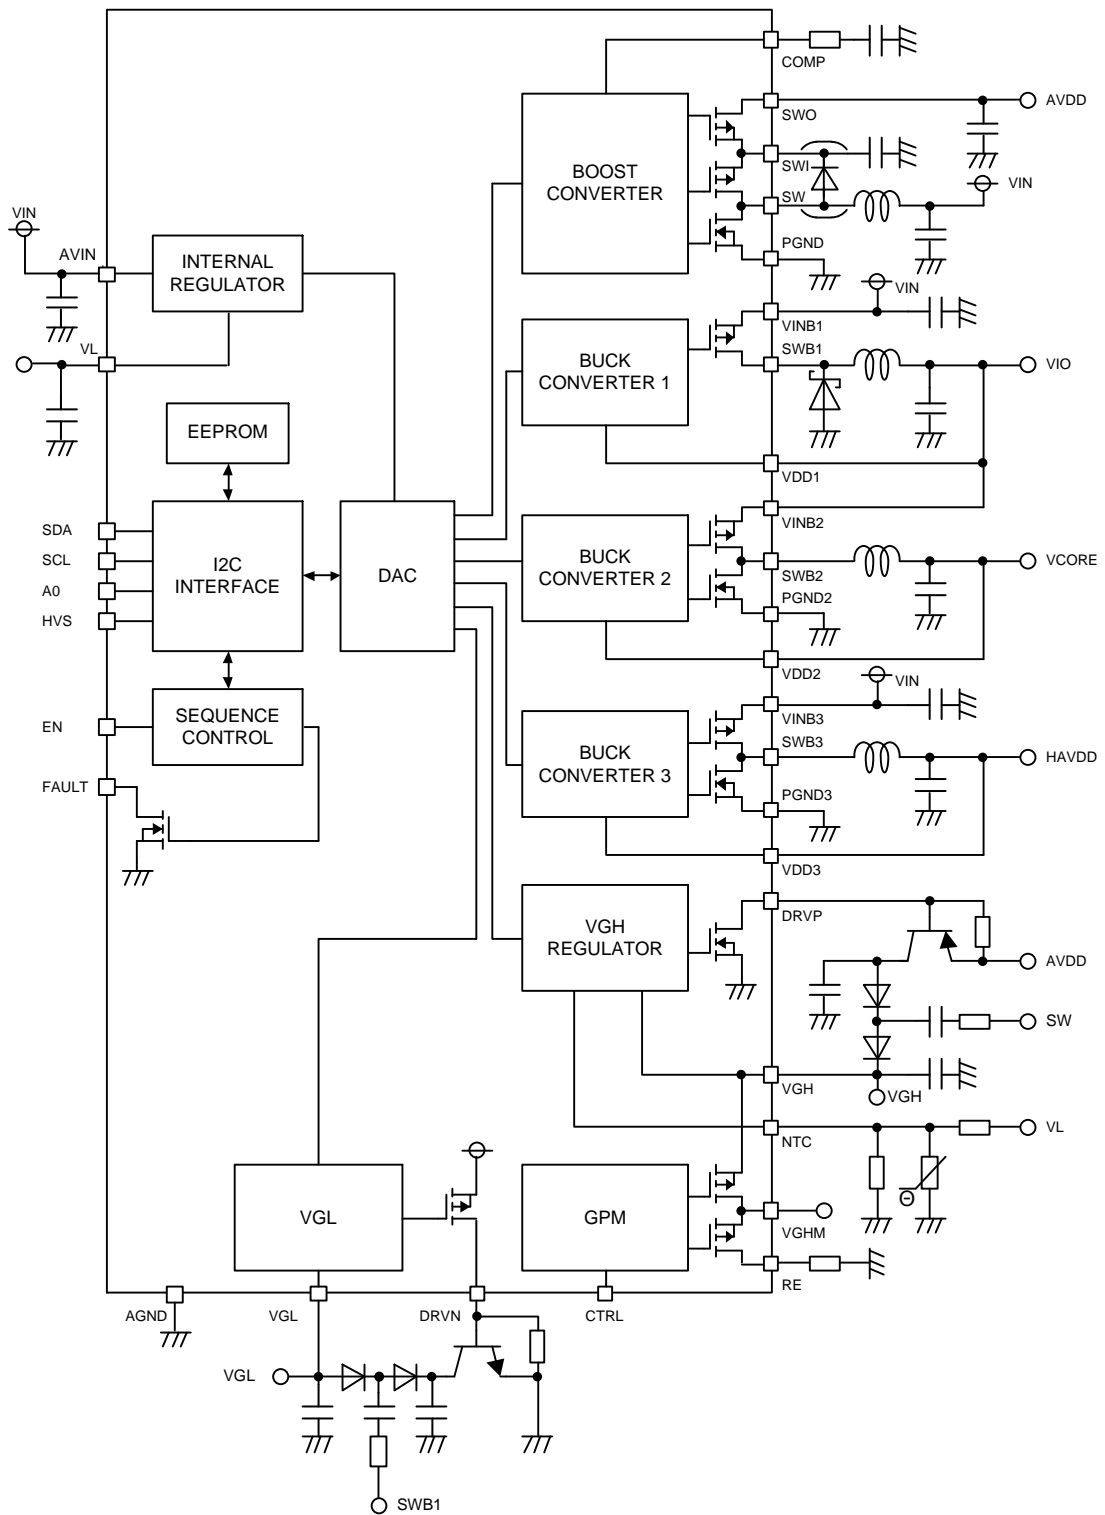 COMP
SWO
AVDD
BOOST
CONVERTER
SWI
SW
VIN
VIN
AVIN
INTERNAL
REGULATOR
PGND
VIN
VINB1
VL
BUCK
CONVERTER 1
SWB1
VIO
EEPROM
VDD1
VINB2
SDA
SCL
A0
HVS
I2C
INTERFACE
DAC
BUCK
CONVERTER 2
SWB2
PGND2
VCORE
VDD2
VIN
EN
SEQUENCE
CONTROL
VINB3
SWB3
BUCK
CONVERTER 3
HAVDD
FAULT
PGND3
VDD3
VGH
REGULATOR
DRVP
AVDD
SW
VGH
VGH
NTC
VL
Θ
VGL
GPM
VGHM
RE
AGND
VGL
DRVN
CTRL
VGL
SWB1